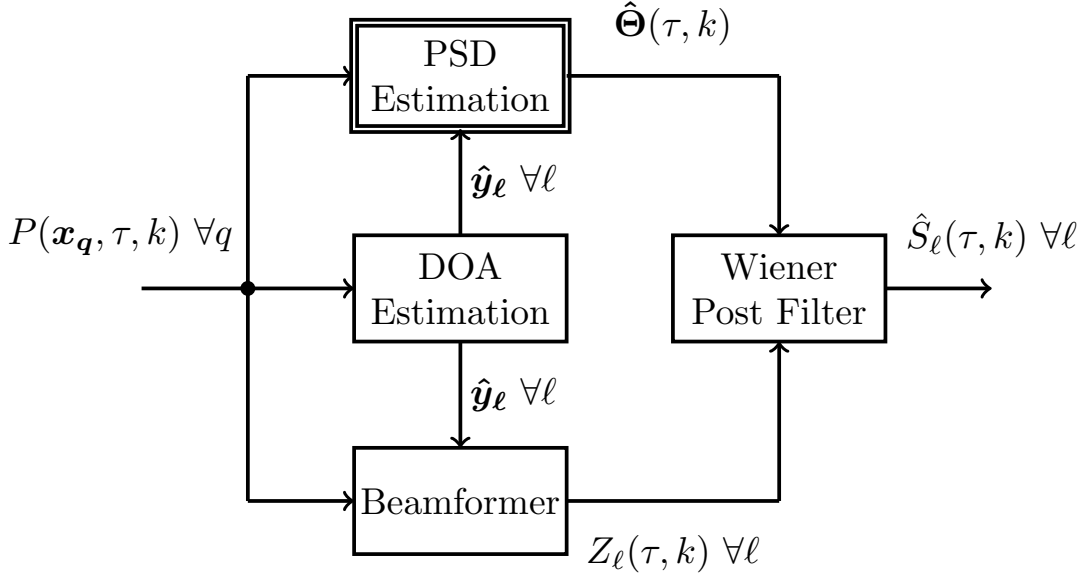 PSD
Estimation
Θ̂(τ, k)
ŷ_ℓ ∀ℓ
P(x_q, τ, k) ∀q
DOA
Estimation
Wiener
Post Filter
Ŝ_ℓ(τ, k) ∀ℓ
ŷ_ℓ ∀ℓ
Beamformer
Z_ℓ(τ, k) ∀ℓ